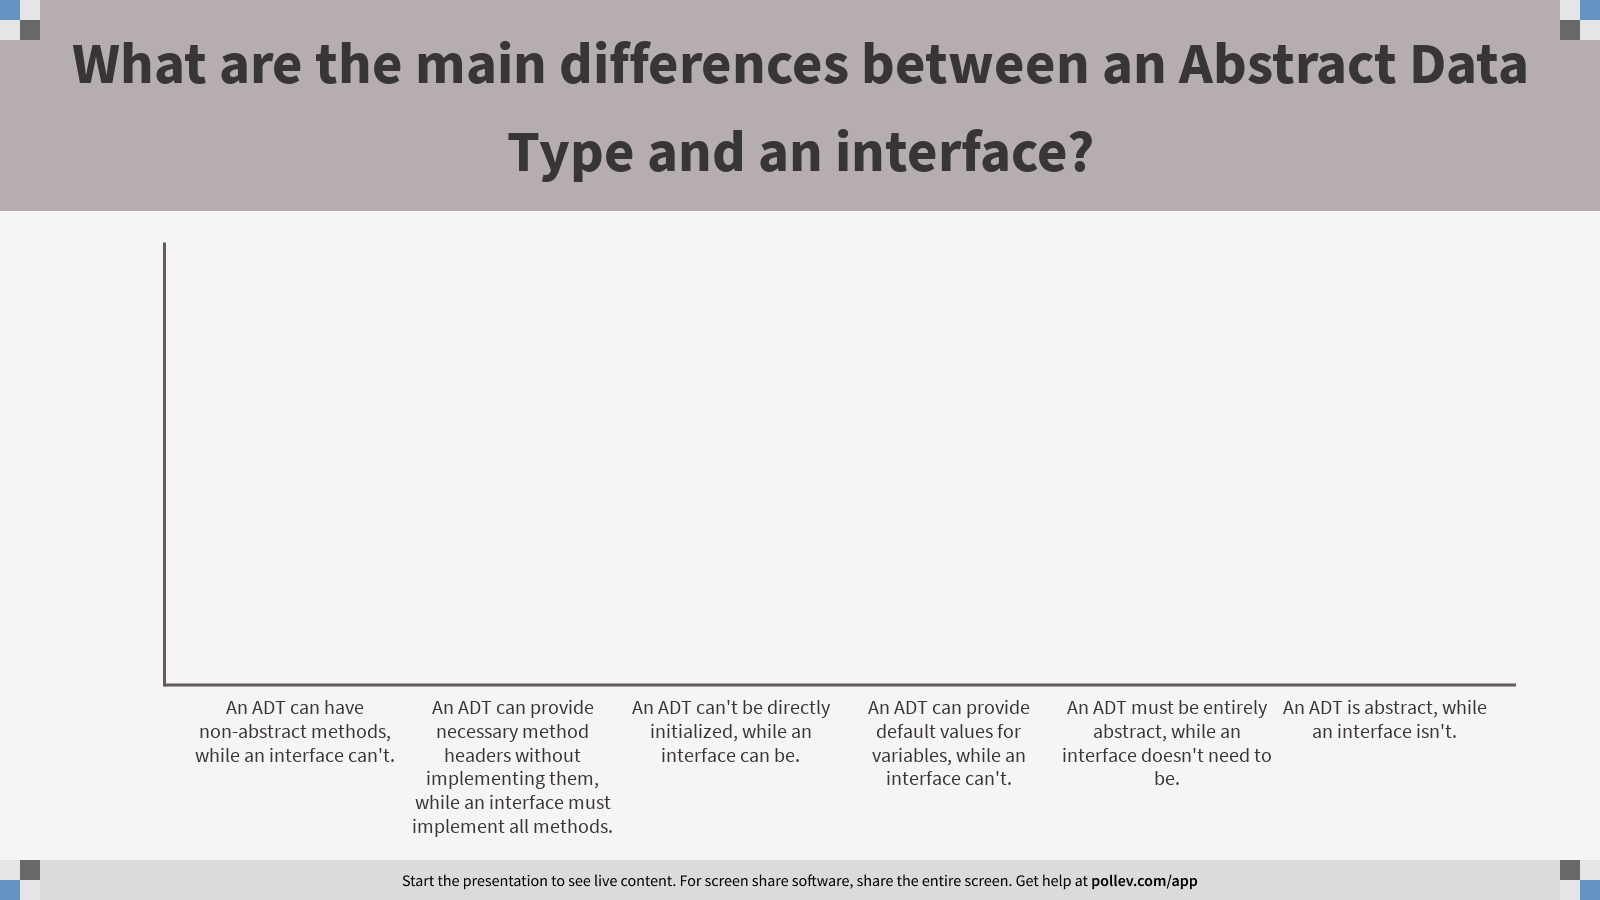 What are the main differences between an Abstract Data
Type and an interface?
An ADT can have
non-abstract methods,
while an interface can't.
An ADT can provide
necessary method
headers without
implementing them,
while an interface must
implement all methods.
An ADT can't be directly
initialized, while an
interface can be.
An ADT can provide
default values for
variables, while an
interface can't.
An ADT must be entirely
abstract, while an
interface doesn't need to
be.
An ADT is abstract, while
an interface isn't.
Start the presentation to see live content. For screen share software, share the entire screen. Get help at pollev.com/app